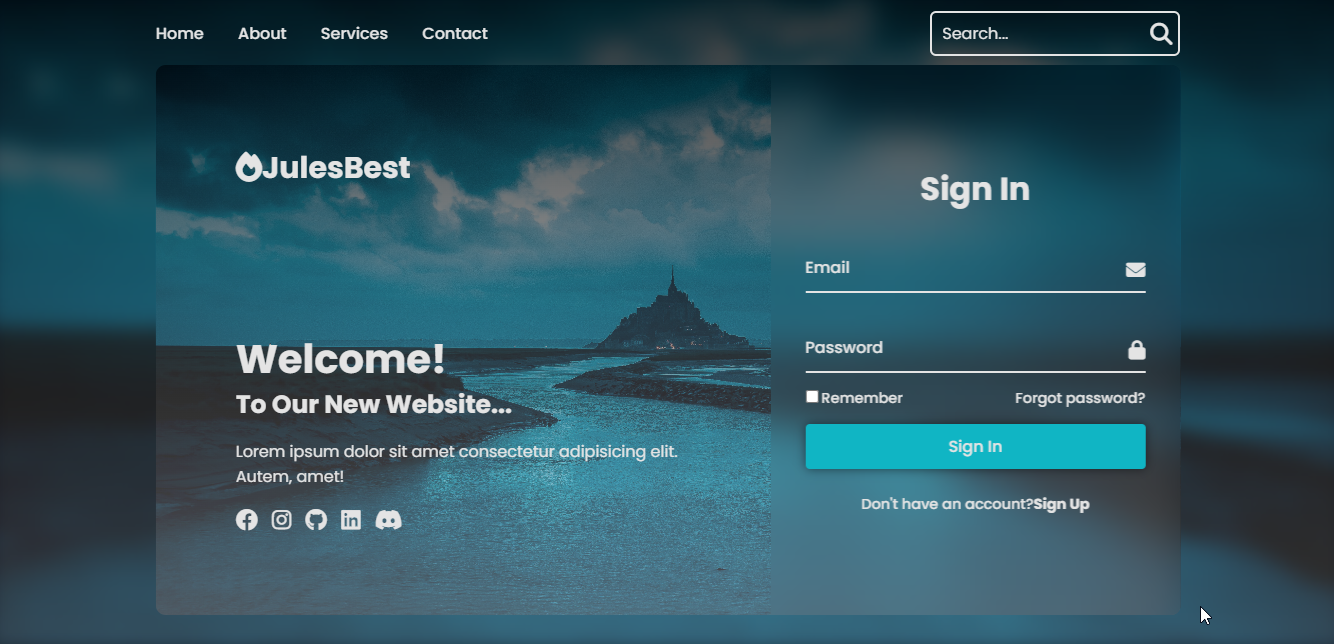 Home About Services Contact Search...
JulesBest
Welcome!
To Our New Website...
Lorem ipsum dolor sit amet consectetur adipisicing elit.
Autem, amet!
Sign In
Email
Password
Remember Forgot password?
Sign In
Don't have an account?Sign Up